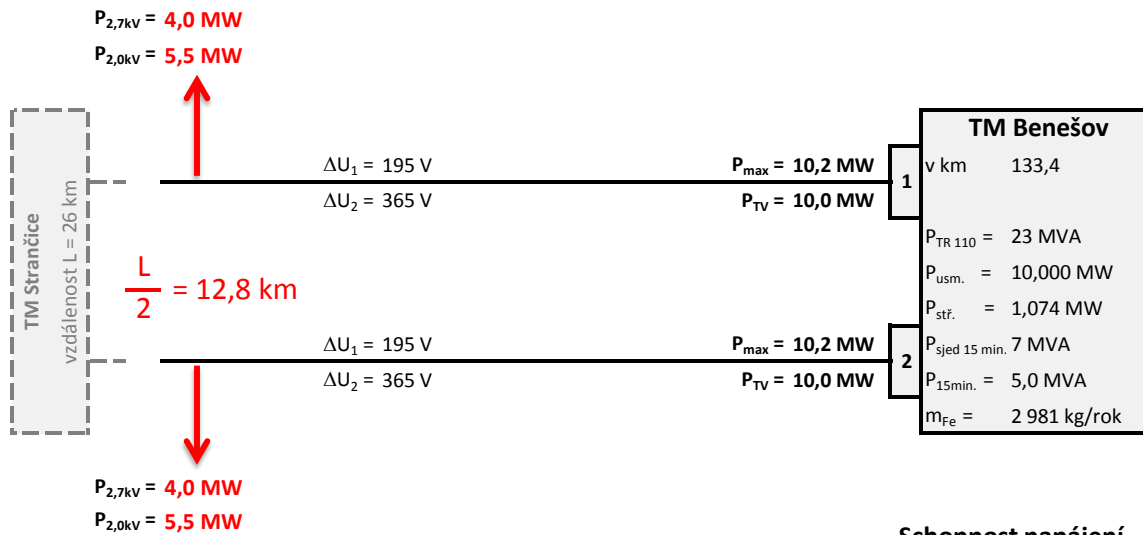 P2,7kV = 4,0 MW
P2,0kV = 5,5 MW
TM Strančice
vzdálenost L = 26 km
ΔU1 = 195 V
ΔU2 = 365 V
Pmax = 10,2 MW
PTV = 10,0 MW
1
L
2
= 12,8 km
ΔU1 = 195 V
ΔU2 = 365 V
Pmax = 10,2 MW
PTV = 10,0 MW
2
TM Benešov
v km 133,4
PTR 110 = 23 MVA
Pusm. = 10,000 MW
Pstř. = 1,074 MW
Psjed 15 min. 7 MVA
P15min. = 5,0 MVA
mFe = 2 981 kg/rok
P2,7kV = 4,0 MW
P2,0kV = 5,5 MW
Schopnost napájení